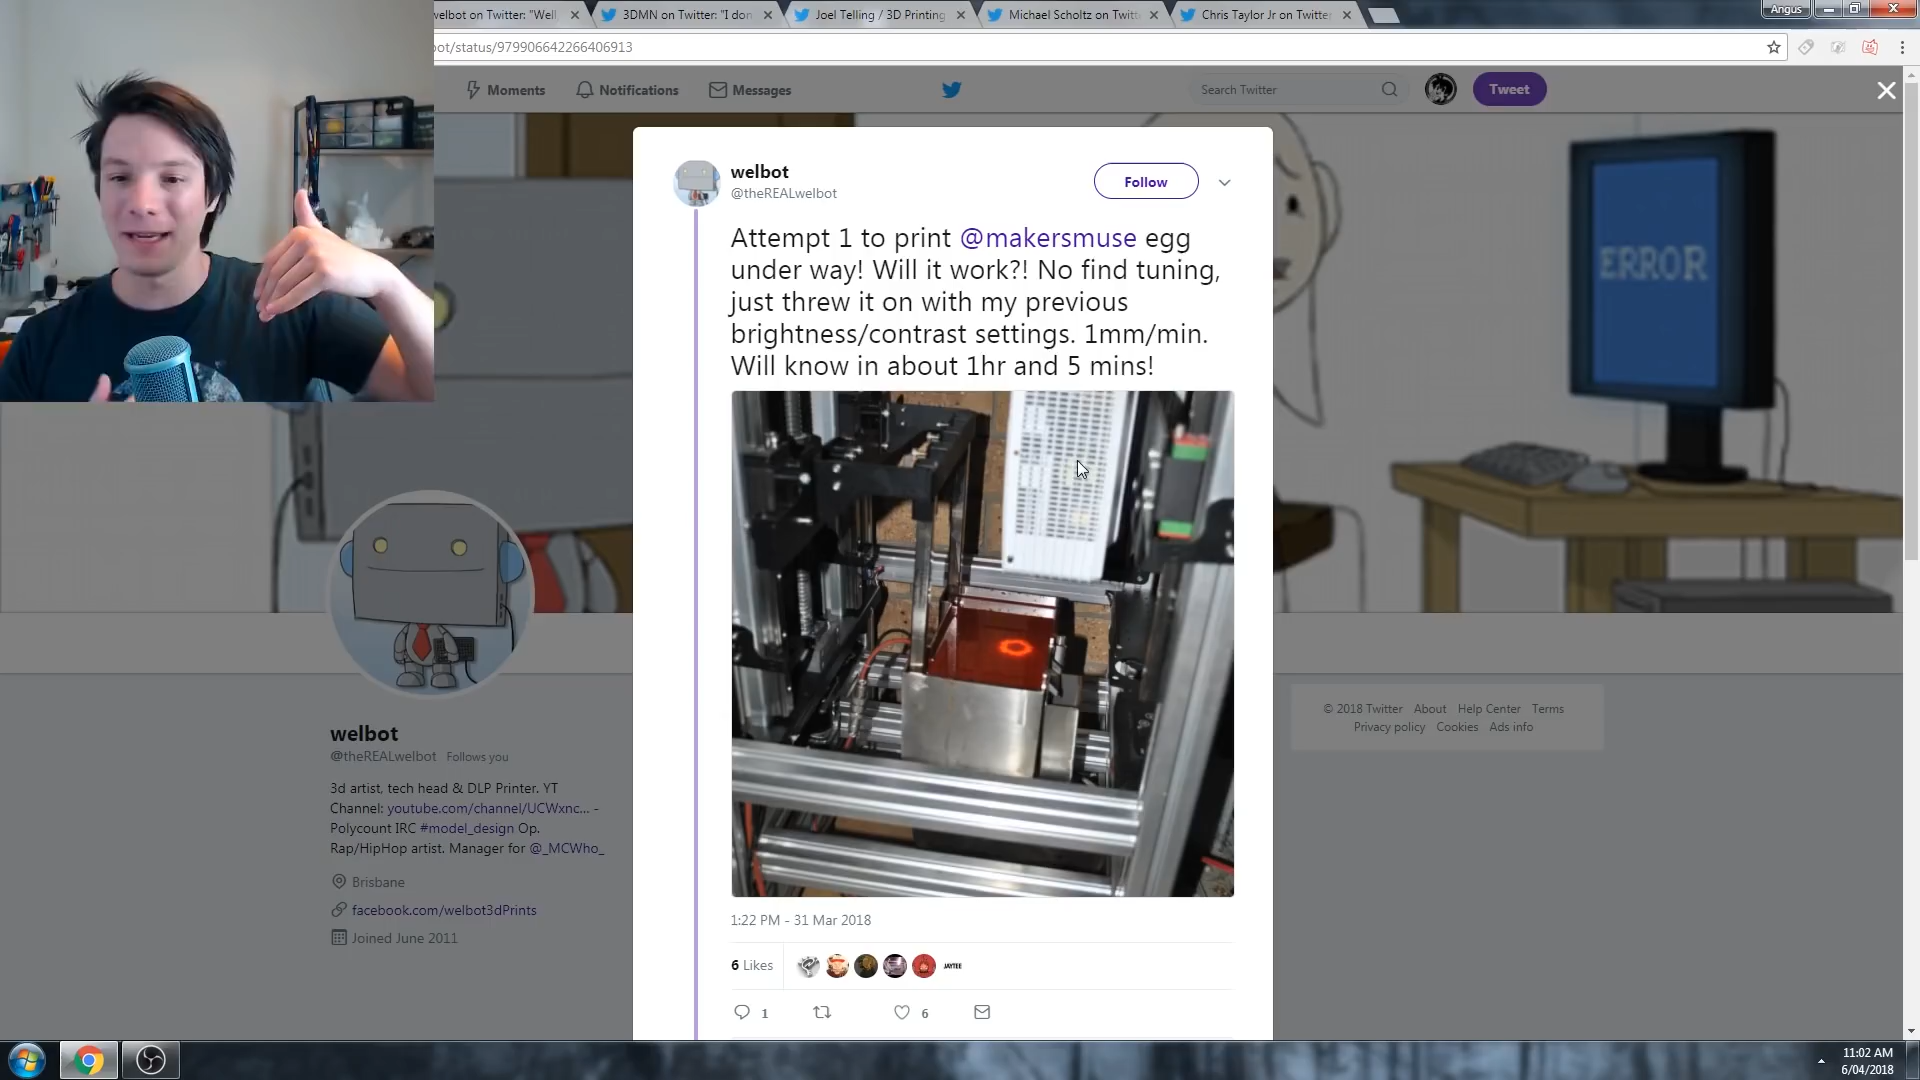 welbot on Twitter: "Well
3DMN on Twitter: "I don
Joel Telling / 3D Printing
Michael Scholtz on Twitt
Chris Taylor Jr on Twitter
Angus
ot/status/979906642266406913
Moments
Notifications
Messages
Search Twitter
Tweet
welbot
@theREALwelbot
Follow
Attempt 1 to print @makersmuse egg
under way! Will it work?! No find tuning,
just threw it on with my previous
brightness/contrast settings. 1mm/min.
Will know in about 1hr and 5 mins!
ERROR
1:22 PM - 31 Mar 2018
6 Likes
JAYTEE
1
6
welbot
@theREALwelbot Follows you
3d artist, tech head & DLP Printer. YT
Channel: youtube.com/channel/UCWxnc... -
Polycount IRC #model_design Op.
Rap/HipHop artist. Manager for @_MCWho_
Brisbane
facebook.com/welbot3dPrints
Joined June 2011
© 2018 Twitter About Help Center Terms
Privacy policy Cookies Ads info
11:02 AM
6/04/2018